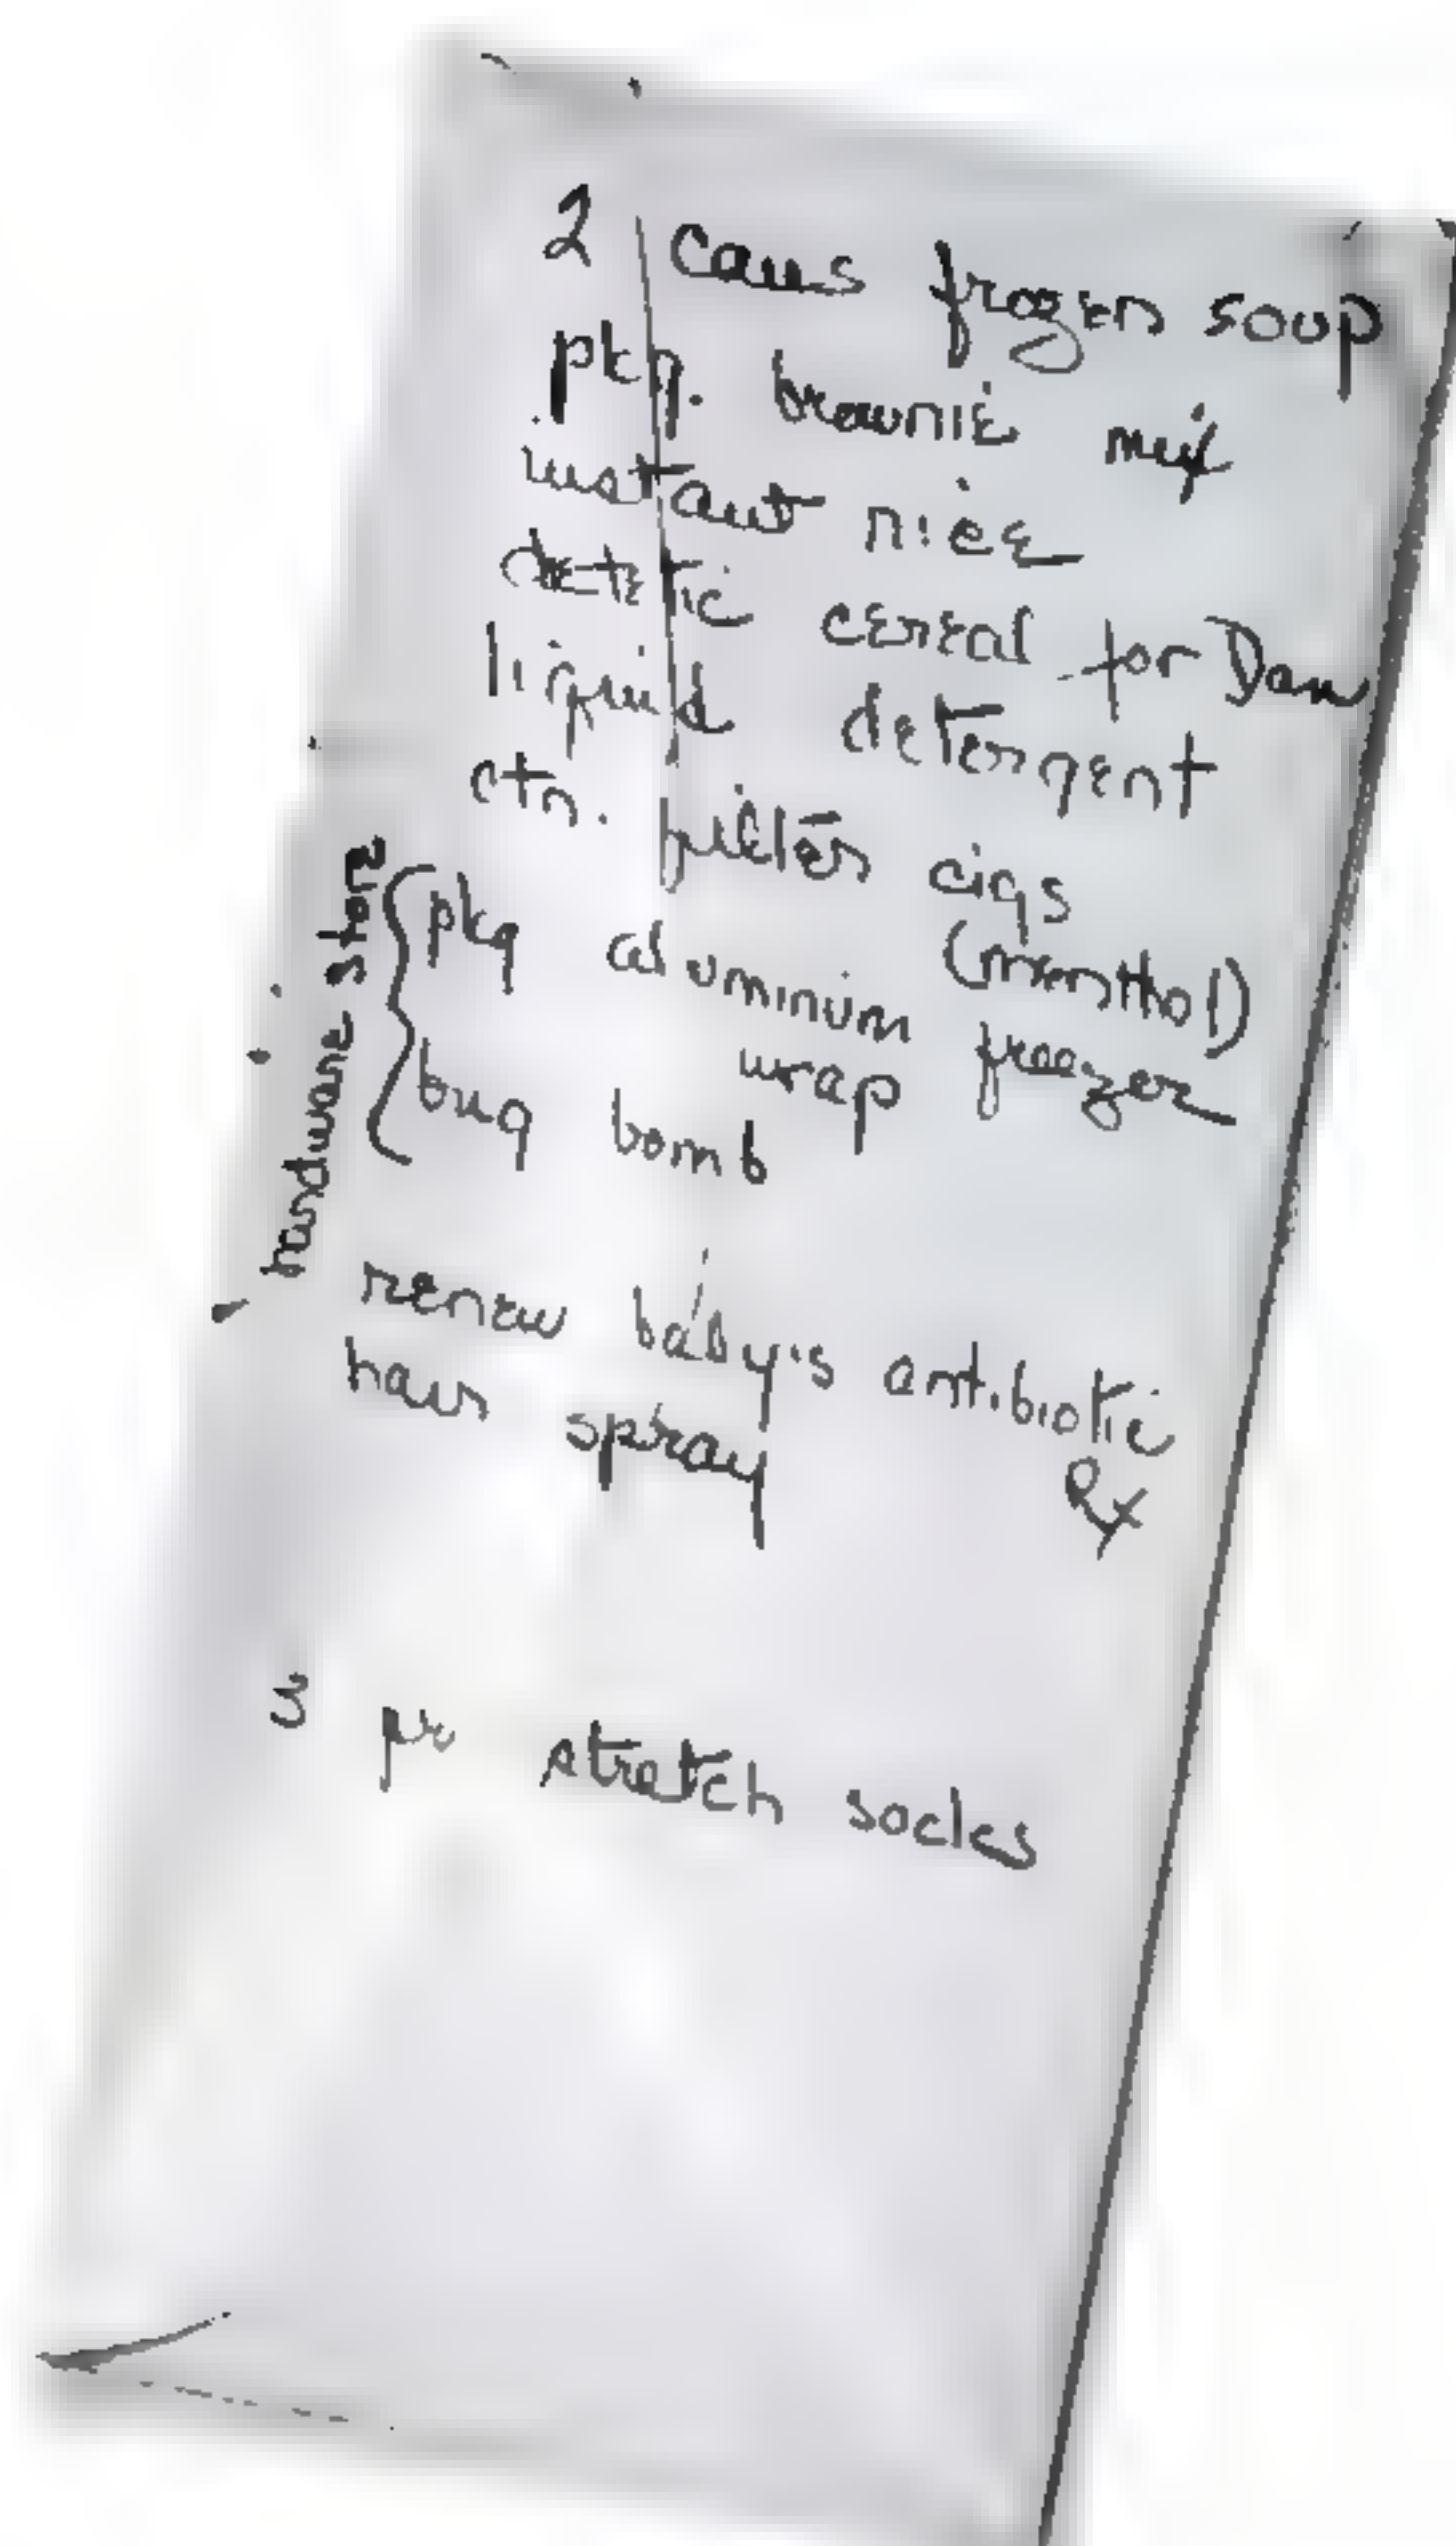 2 cans frozen soup
pkg. brownie mix
instant rice
dietetic cereal for Dan
liquid detergent
ctn. filter cigs
(menthol)
hardware store
pkg aluminum freezer
wrap
bug bomb
renew baby's antibiotic
Rx
hair spray
3 pr stretch socks